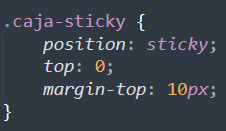 .caja-sticky {
    position: sticky;
    top: 0;
    margin-top: 10px;
}